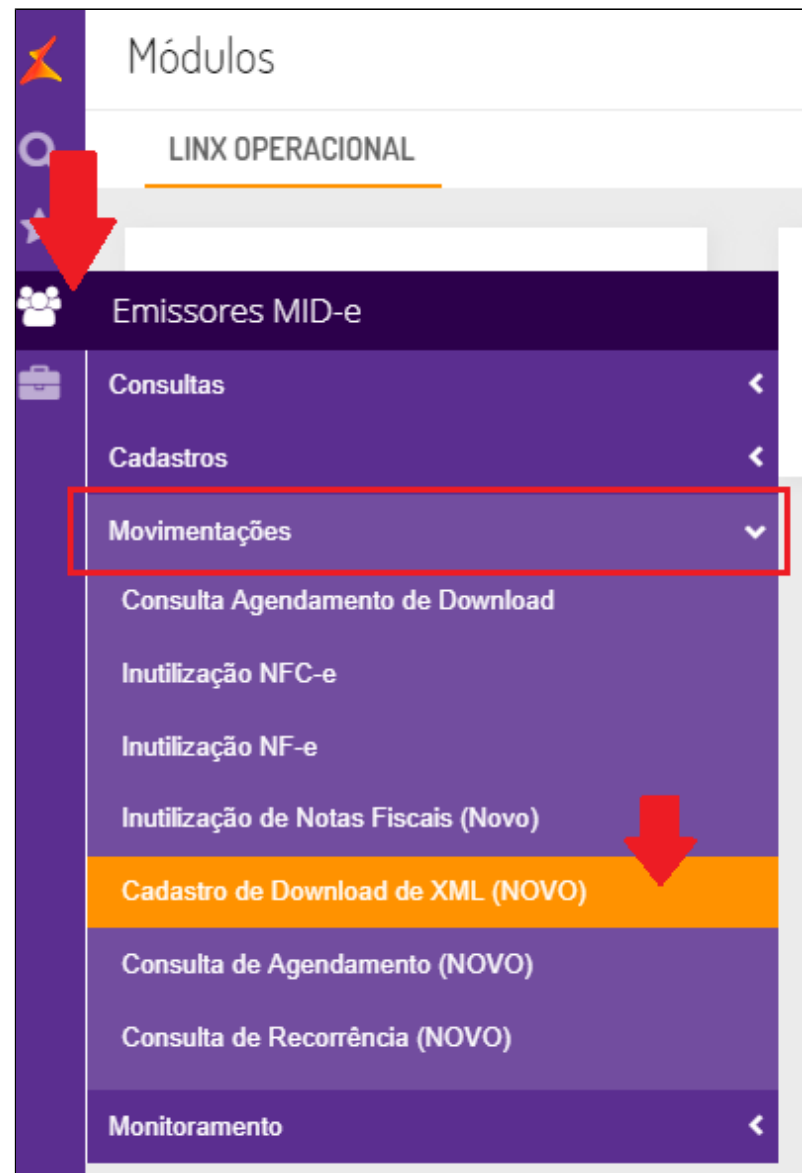 Módulos
LINX OPERACIONAL
Emissores MID-e
Consultas
Cadastros
Movimentações
Consulta Agendamento de Download
Inutilização NFC-e
Inutilização NF-e
Inutilização de Notas Fiscais (Novo)
Cadastro de Download de XML (NOVO)
Consulta de Agendamento (NOVO)
Consulta de Recorrência (NOVO)
Monitoramento